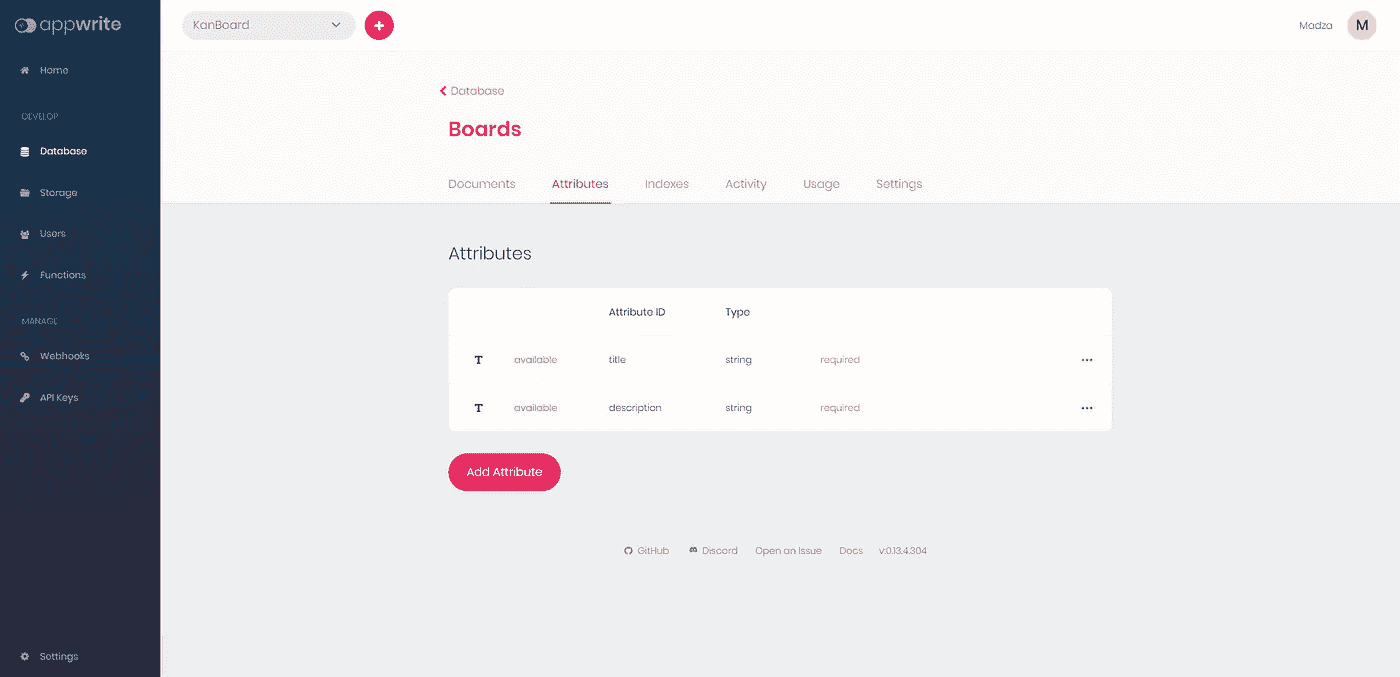 appwrite
KanBoard
+
Madza
M
Home
DEVELOP
Database
Storage
Users
Functions
MANAGE
Webhooks
API Keys
Settings
Database
Boards
Documents Attributes Indexes Activity Usage Settings
Attributes
Attribute ID Type
T available title string required ...
T available description string required ...
Add Attribute
GitHub Discord Open an Issue Docs v:0.13.4.304